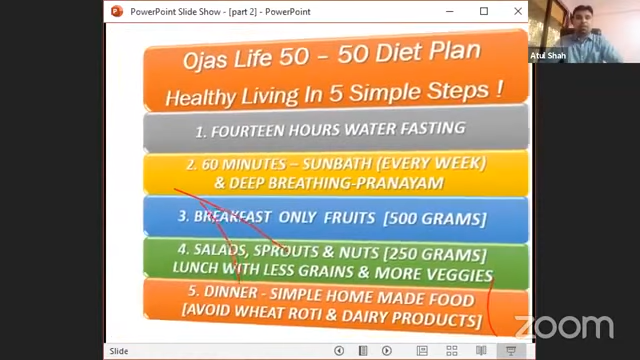 PowerPoint Slide Show - [part 2] - PowerPoint
Atul Shah
Ojas Life 50 – 50 Diet Plan
Healthy Living In 5 Simple Steps !
1. FOURTEEN HOURS WATER FASTING
2. 60 MINUTES – SUNBATH (EVERY WEEK)
& DEEP BREATHING-PRANAYAM
3. BREAKFAST ONLY FRUITS [500 GRAMS]
4. SALADS, SPROUTS & NUTS [250 GRAMS]
LUNCH WITH LESS GRAINS & MORE VEGGIES
5. DINNER - SIMPLE HOME MADE FOOD
[AVOID WHEAT ROTI & DAIRY PRODUCTS]
zoom
Slide